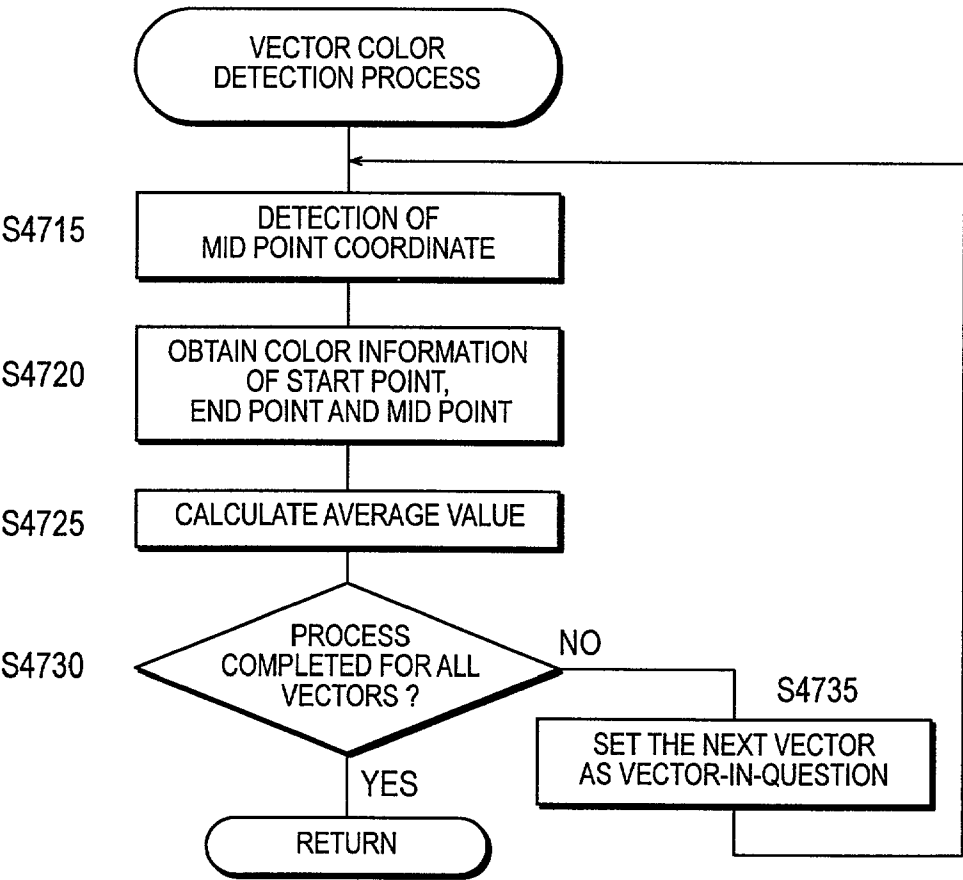 VECTOR COLOR
DETECTION PROCESS
S4715
DETECTION OF
MID POINT COORDINATE
S4720
OBTAIN COLOR INFORMATION
OF START POINT,
END POINT AND MID POINT
S4725
CALCULATE AVERAGE VALUE
S4730
PROCESS
COMPLETED FOR ALL
VECTORS ?
NO
S4735
SET THE NEXT VECTOR
AS VECTOR-IN-QUESTION
YES
RETURN